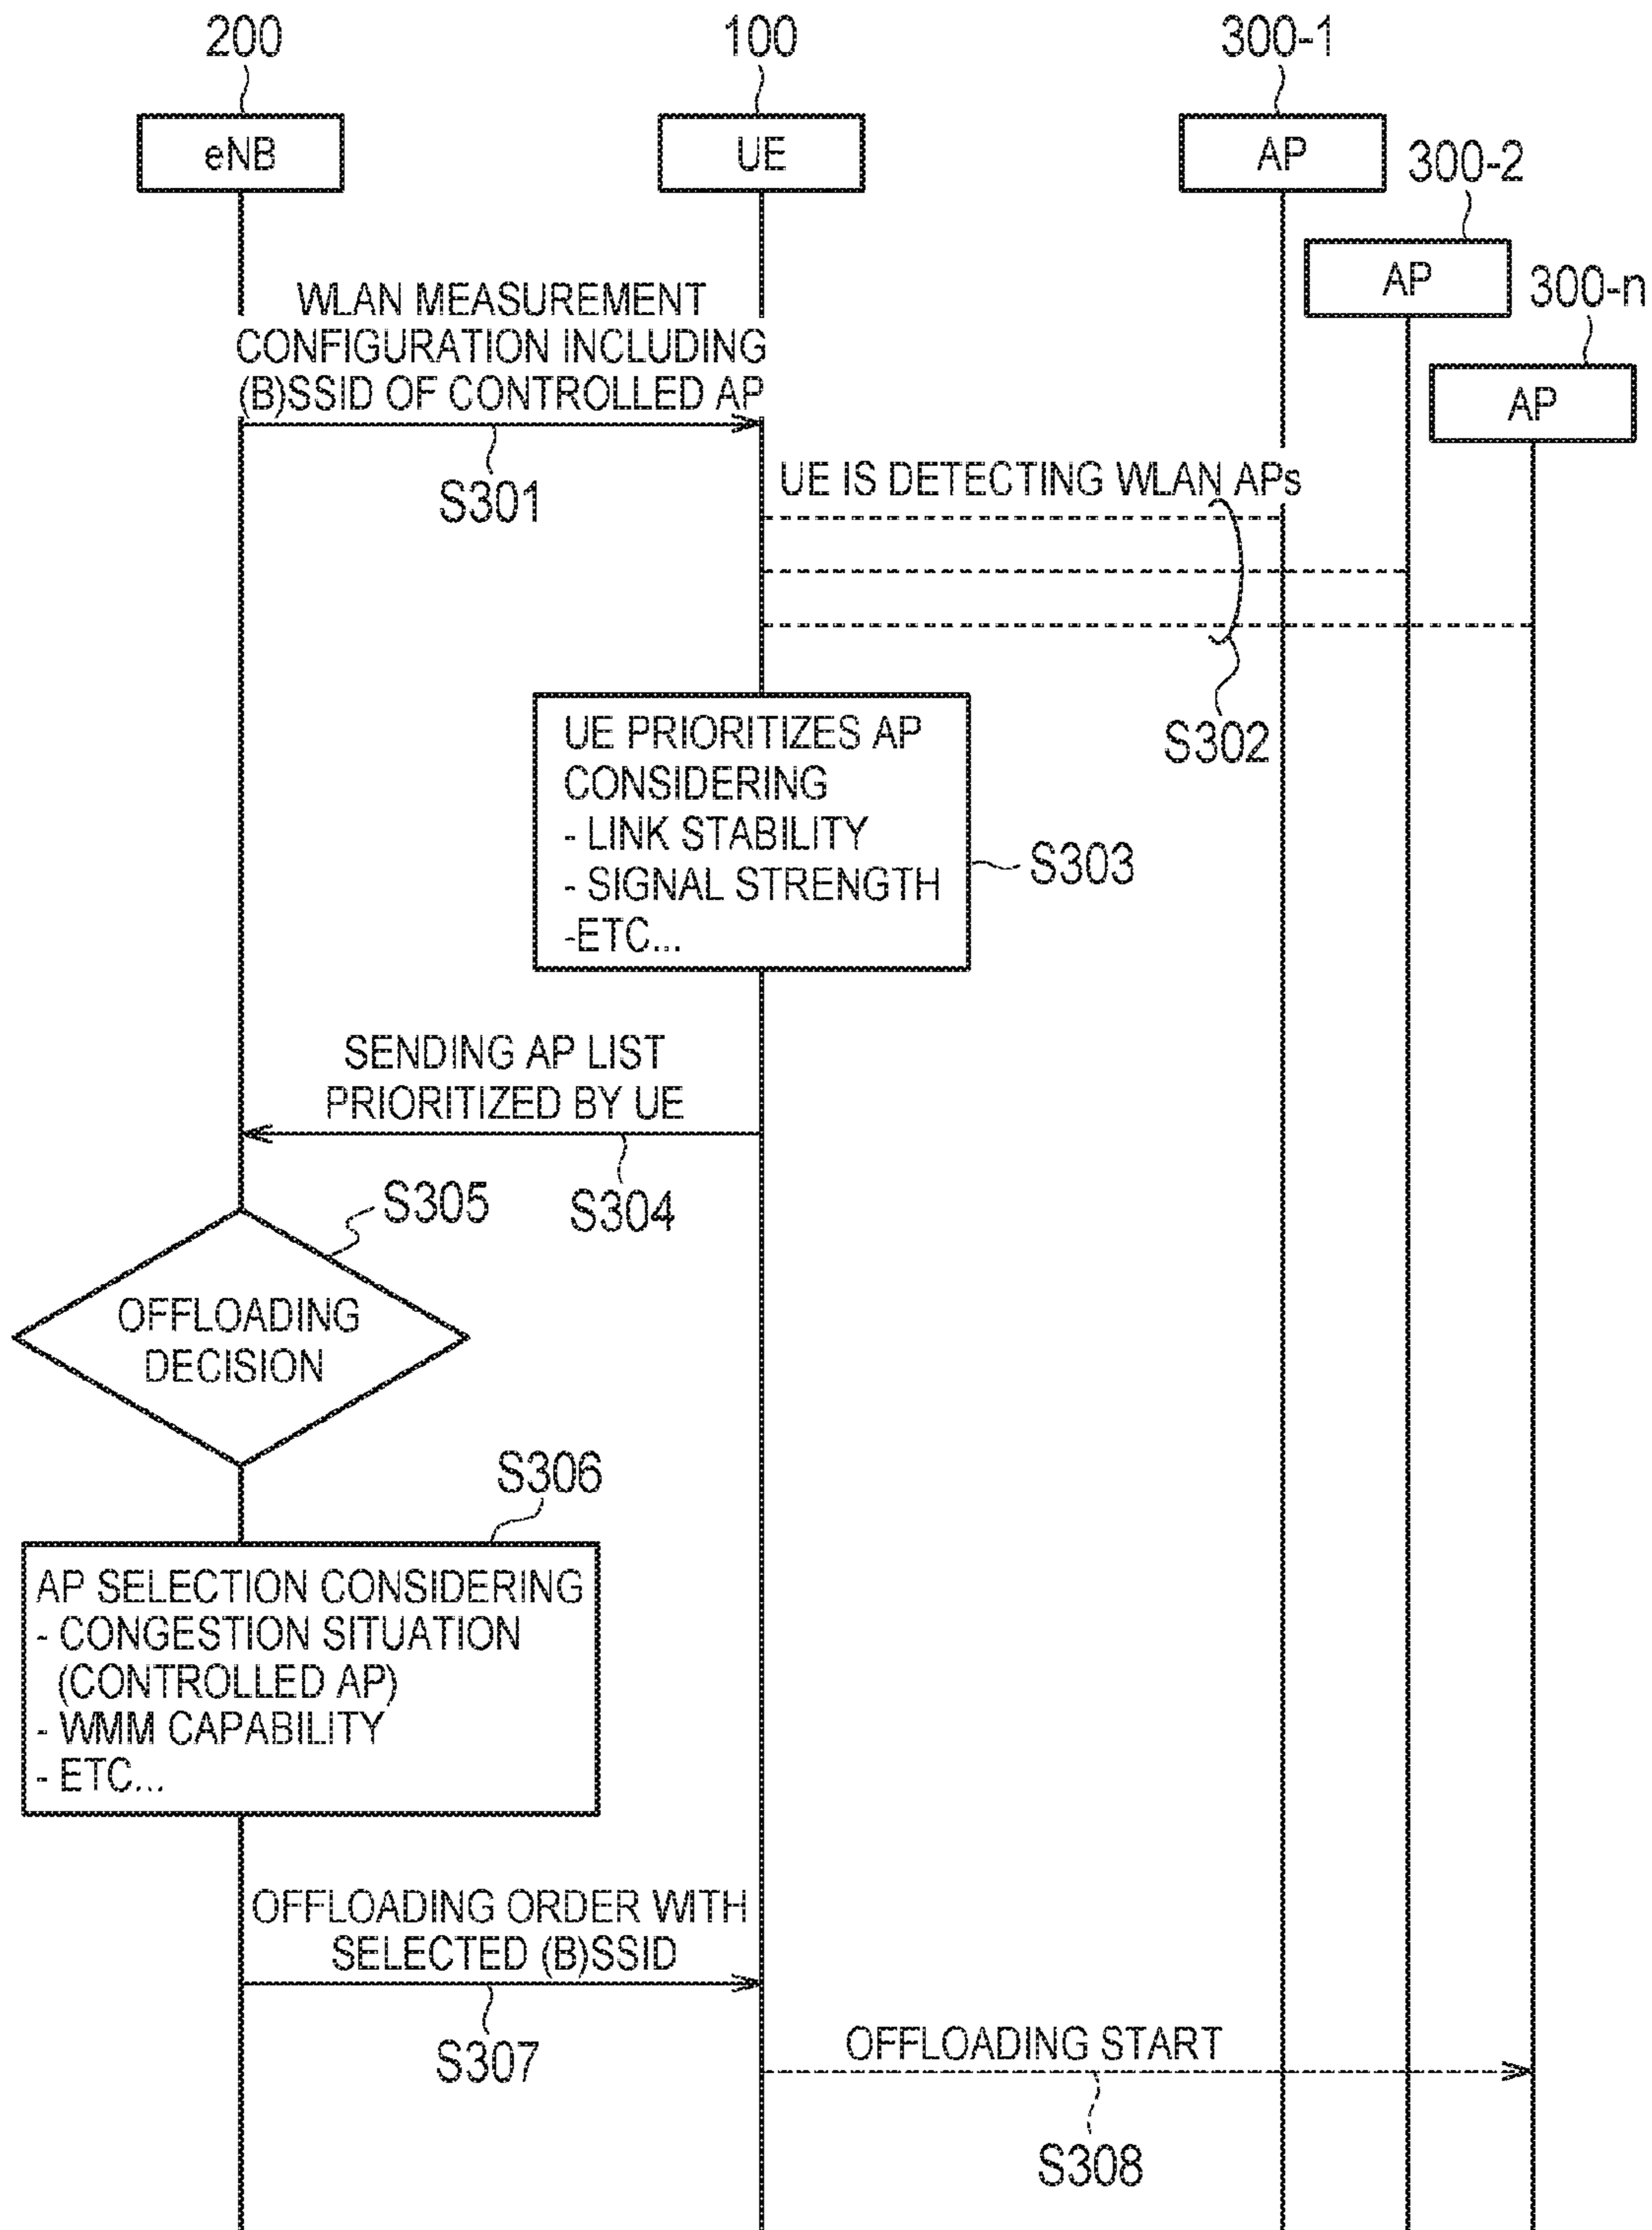 200
100
300-1
eNB
UE
AP
300-2
AP
300-n
AP
WLAN MEASUREMENT
CONFIGURATION INCLUDING
(B)SSID OF CONTROLLED AP
S301
UE IS DETECTING WLAN APs
S302
UE PRIORITIZES AP
CONSIDERING
- LINK STABILITY
- SIGNAL STRENGTH
-ETC...
S303
SENDING AP LIST
PRIORITIZED BY UE
S304
S305
OFFLOADING
DECISION
S306
AP SELECTION CONSIDERING
- CONGESTION SITUATION
(CONTROLLED AP)
- WMM CAPABILITY
- ETC...
OFFLOADING ORDER WITH
SELECTED (B)SSID
S307
OFFLOADING START
S308